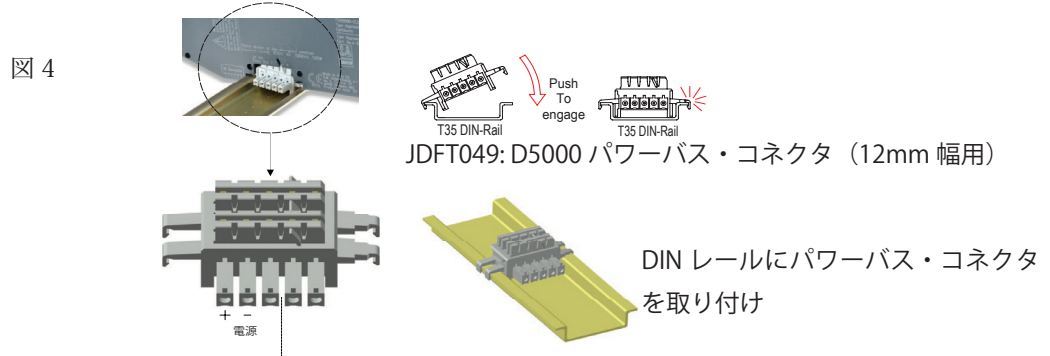 図 4
Push
To
engage
T35 DIN-Rail
T35 DIN-Rail
JDFT049: D5000 パワーバス・コネクタ（12mm 幅用）
DIN レールにパワーバス・コネクタ
を取り付け
+ −
電源